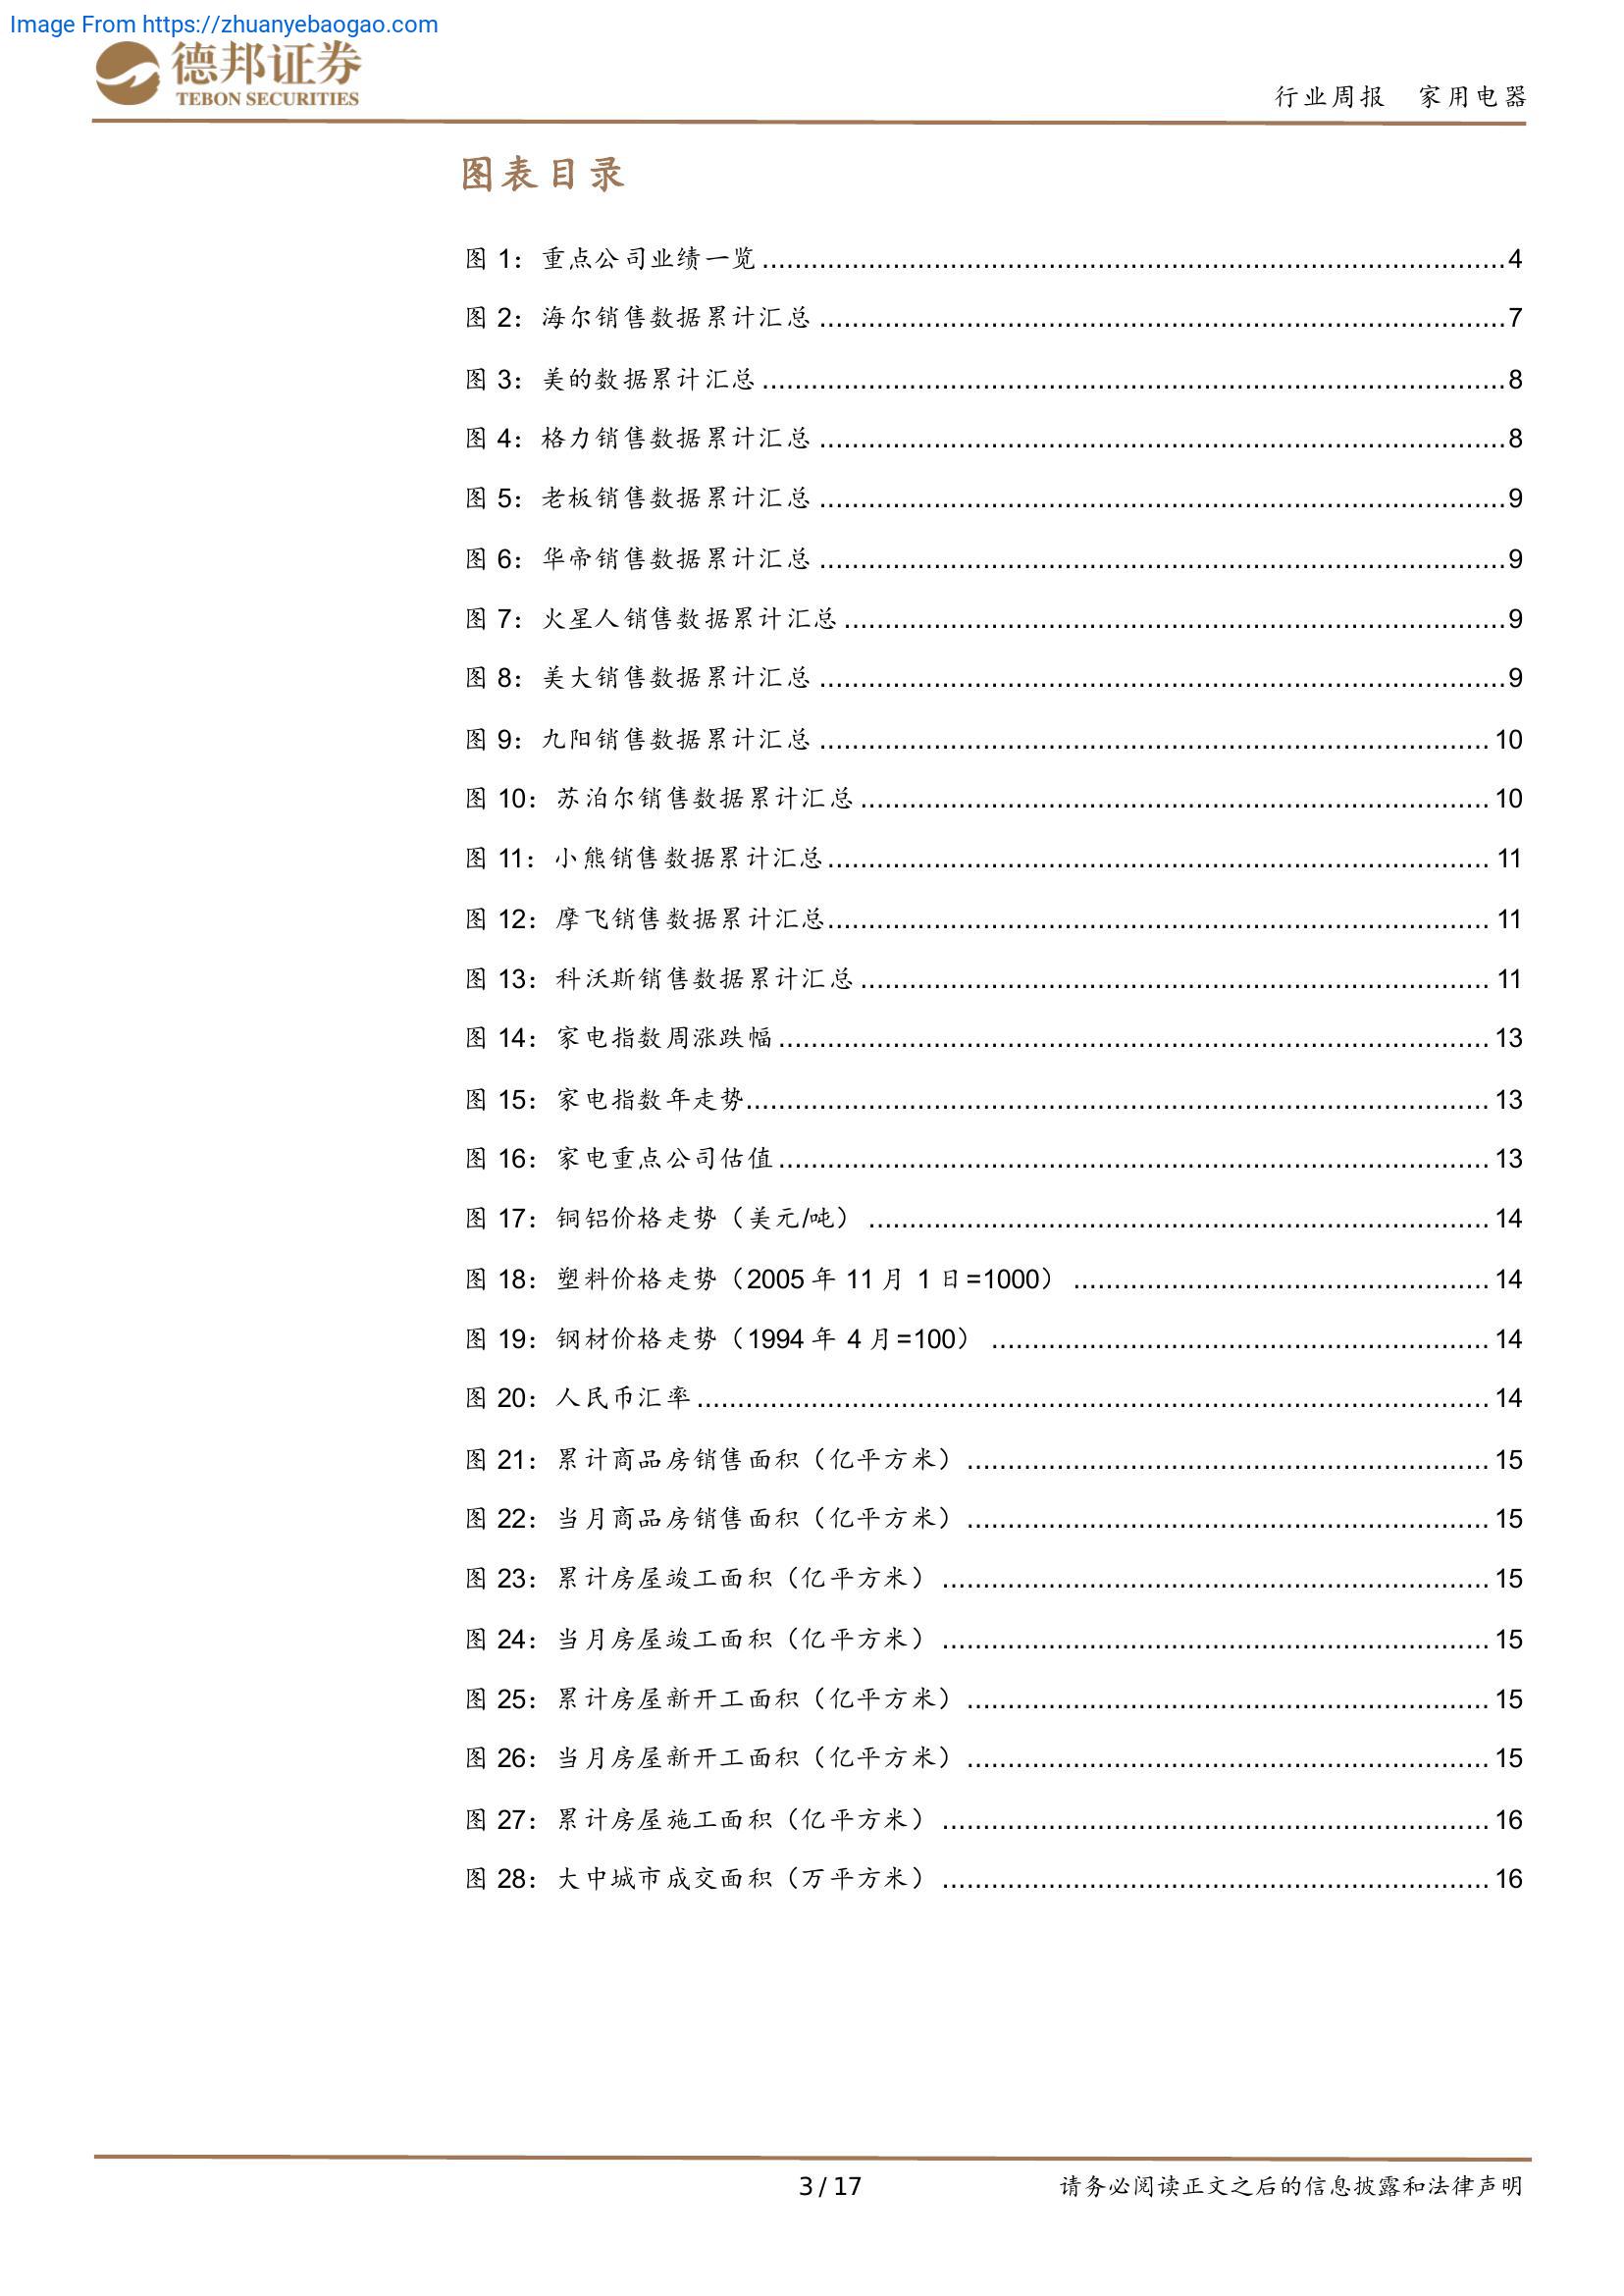 Image From https://zhuanyebaogao.com
德邦证券
TEBON SECURITIES
行业周报 家用电器
图表目录
图 1：重点公司业绩一览 4
图 2：海尔销售数据累计汇总 7
图 3：美的数据累计汇总 8
图 4：格力销售数据累计汇总 8
图 5：老板销售数据累计汇总 9
图 6：华帝销售数据累计汇总 9
图 7：火星人销售数据累计汇总 9
图 8：美大销售数据累计汇总 9
图 9：九阳销售数据累计汇总 10
图 10：苏泊尔销售数据累计汇总 10
图 11：小熊销售数据累计汇总 11
图 12：摩飞销售数据累计汇总 11
图 13：科沃斯销售数据累计汇总 11
图 14：家电指数周涨跌幅 13
图 15：家电指数年走势 13
图 16：家电重点公司估值 13
图 17：铜铝价格走势（美元/吨） 14
图 18：塑料价格走势（2005 年 11 月 1 日=1000） 14
图 19：钢材价格走势（1994 年 4 月=100） 14
图 20：人民币汇率 14
图 21：累计商品房销售面积（亿平方米） 15
图 22：当月商品房销售面积（亿平方米） 15
图 23：累计房屋竣工面积（亿平方米） 15
图 24：当月房屋竣工面积（亿平方米） 15
图 25：累计房屋新开工面积（亿平方米） 15
图 26：当月房屋新开工面积（亿平方米） 15
图 27：累计房屋施工面积（亿平方米） 16
图 28：大中城市成交面积（万平方米） 16
3 / 17 请务必阅读正文之后的信息披露和法律声明